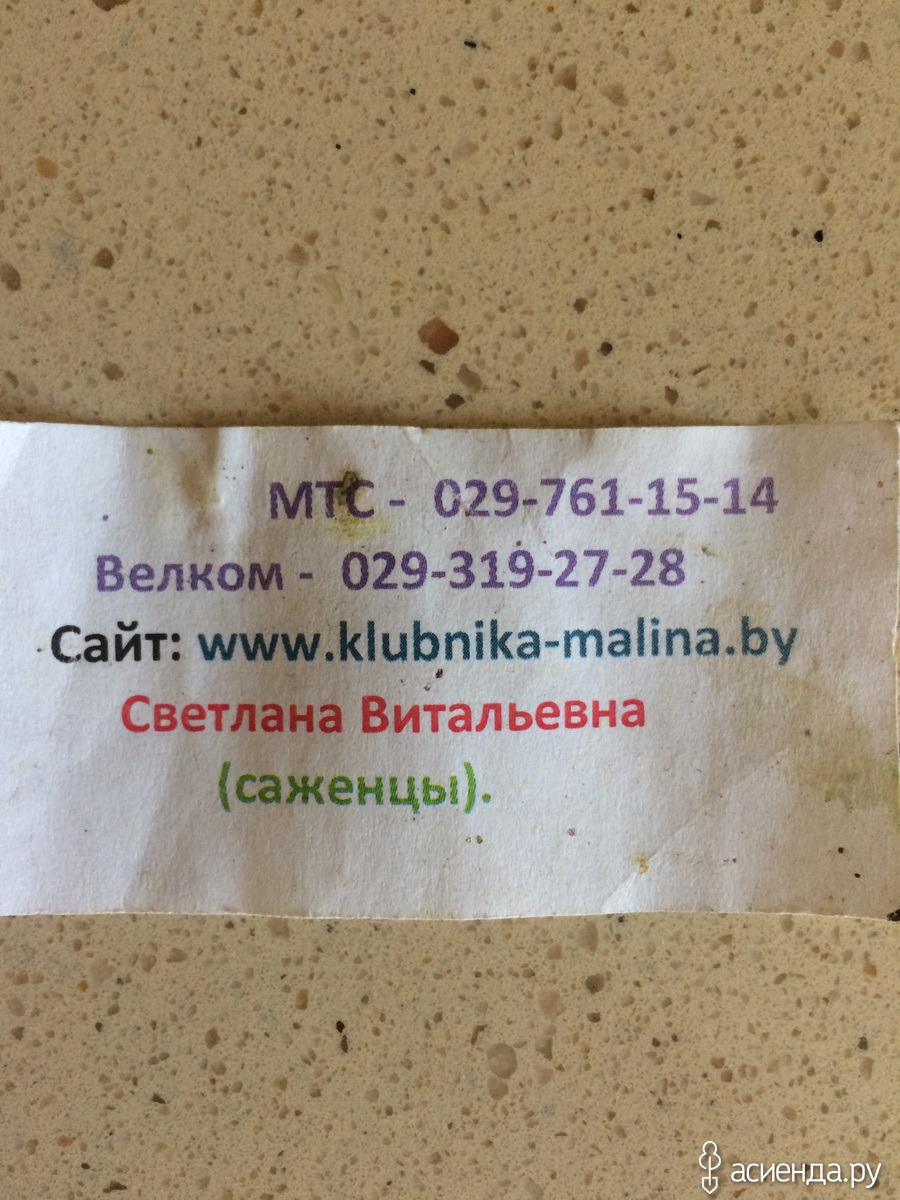 МТС - 029-761-15-14
Велком - 029-319-27-28
Сайт: www.klubnika-malina.by
Светлана Витальевна
(саженцы).
асиенда.ру